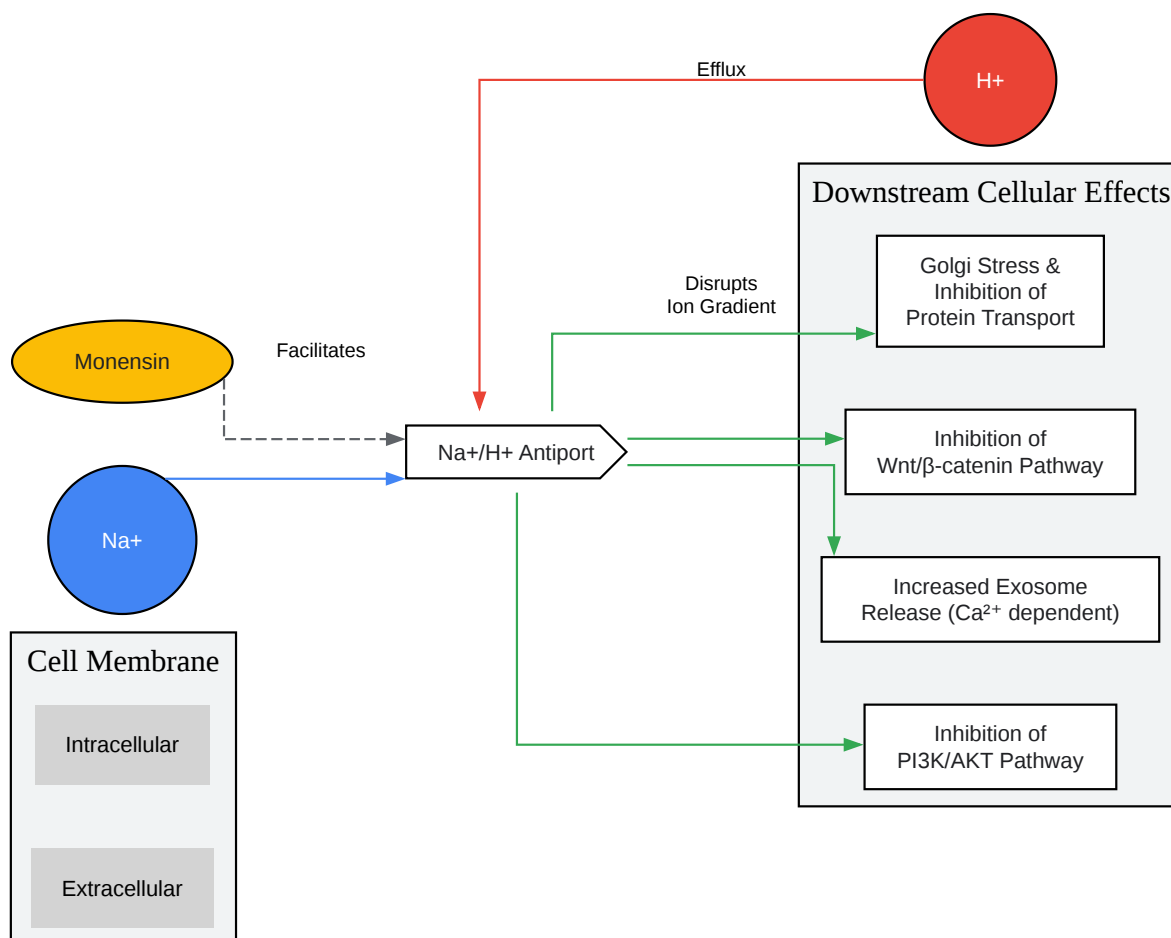 Efflux
H+
Downstream Cellular Effects
Golgi Stress &
Inhibition of
Protein Transport
Disrupts
Ion Gradient
Monensin
Facilitates
Na+/H+ Antiport
Inhibition of
Wnt/β-catenin Pathway
Na+
Increased Exosome
Release (Ca²⁺ dependent)
Cell Membrane
Intracellular
Inhibition of
PI3K/AKT Pathway
Extracellular